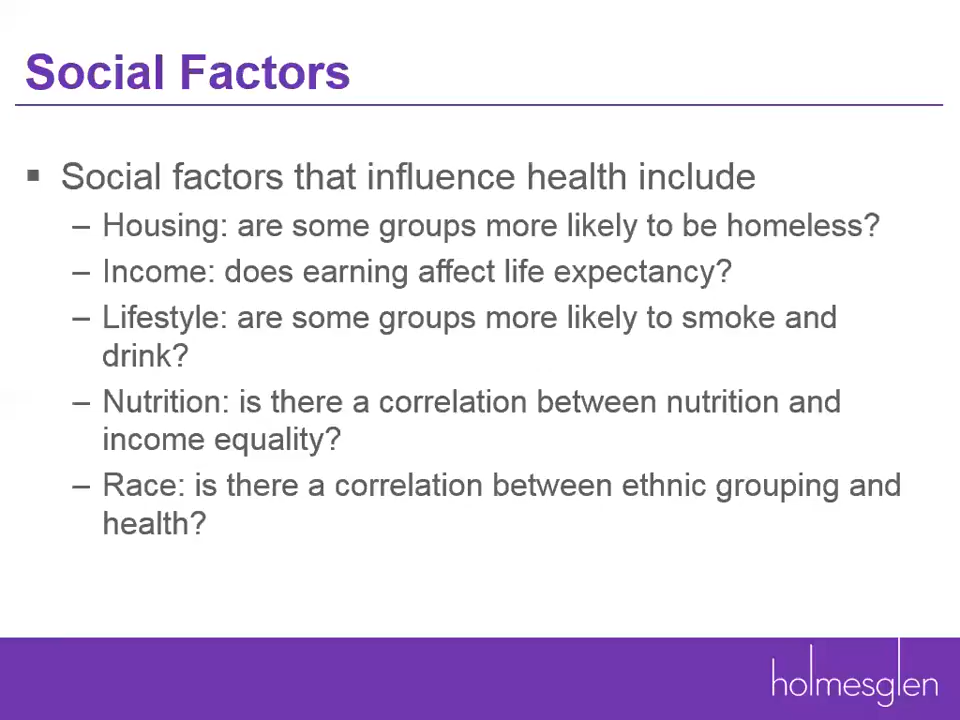 Social Factors
▪ Social factors that influence health include
– Housing: are some groups more likely to be homeless?
– Income: does earning affect life expectancy?
– Lifestyle: are some groups more likely to smoke and
drink?
– Nutrition: is there a correlation between nutrition and
income equality?
– Race: is there a correlation between ethnic grouping and
health?
holmesglen